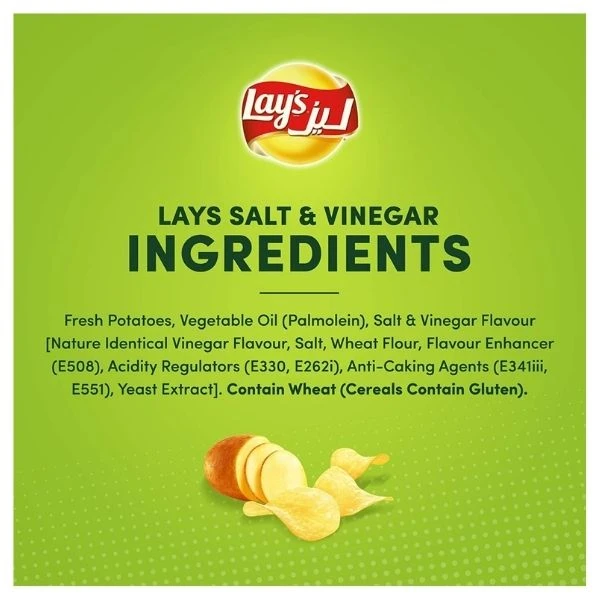 Lay's ليز
LAYS SALT & VINEGAR
INGREDIENTS
Fresh Potatoes, Vegetable Oil (Palmolein), Salt & Vinegar Flavour
[Nature Identical Vinegar Flavour, Salt, Wheat Flour, Flavour Enhancer
(E508), Acidity Regulators (E330, E262i), Anti-Caking Agents (E341iii,
E551), Yeast Extract]. Contain Wheat (Cereals Contain Gluten).